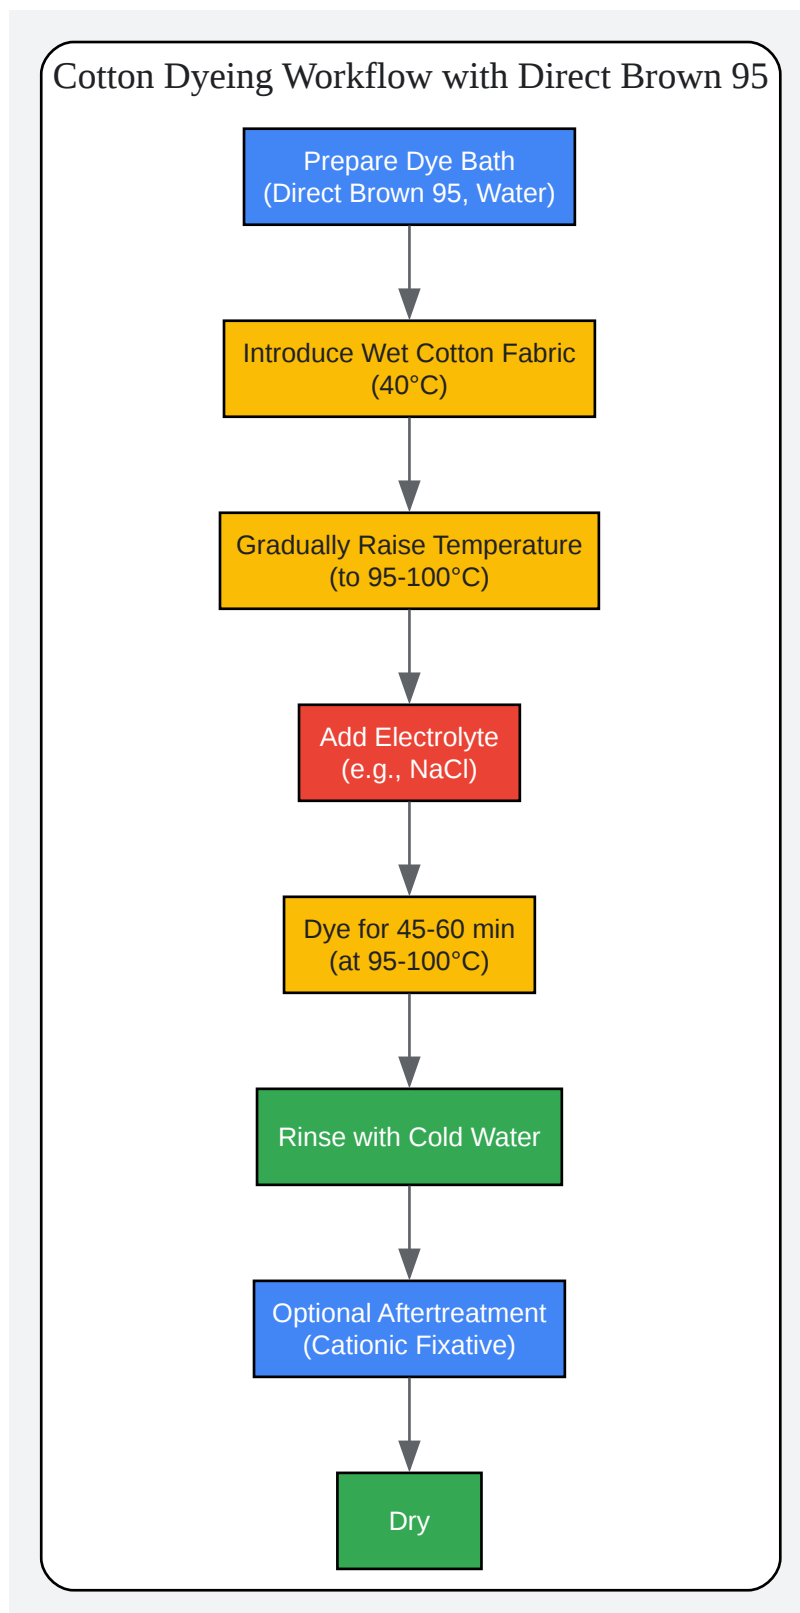 Cotton Dyeing Workflow with Direct Brown 95
Prepare Dye Bath
(Direct Brown 95, Water)
Introduce Wet Cotton Fabric
(40°C)
Gradually Raise Temperature
(to 95-100°C)
Add Electrolyte
(e.g., NaCl)
Dye for 45-60 min
(at 95-100°C)
Rinse with Cold Water
Optional Aftertreatment
(Cationic Fixative)
Dry